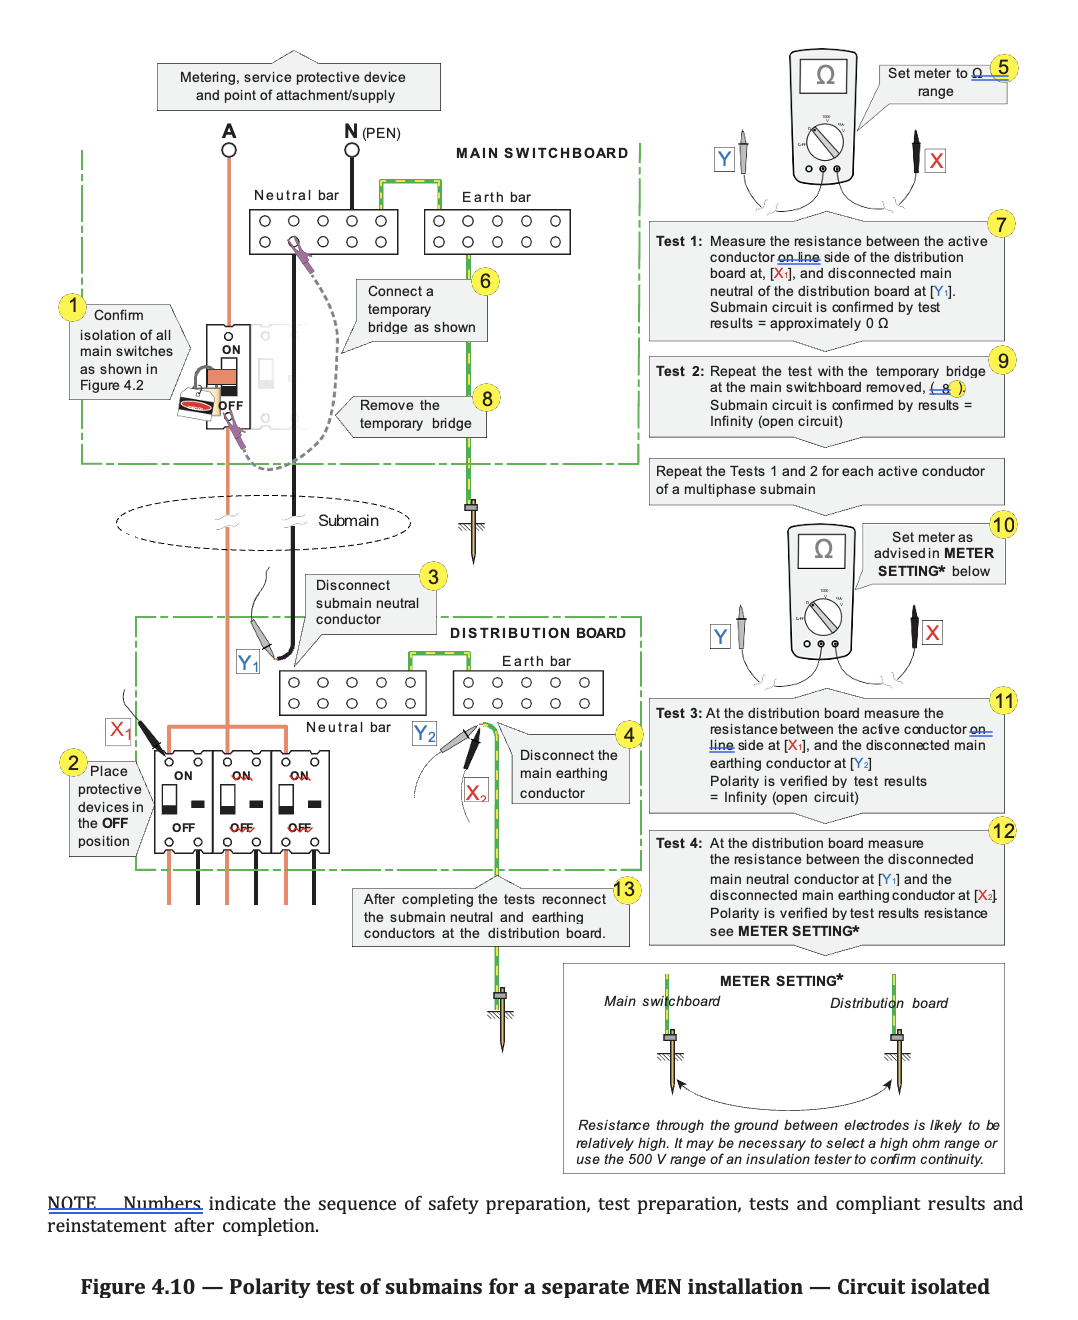 Metering, service protective device
and point of attachment/supply
A
N (PEN)
MAIN SWITCHBOARD
Neutral bar
Earth bar
1
Confirm
isolation of all
main switches
as shown in
Figure 4.2
ON
OFF
6
Connect a
temporary
bridge as shown
8
Remove the
temporary bridge
Submain
3
Disconnect
submain neutral
conductor
DISTRIBUTION BOARD
Y1
Earth bar
Neutral bar
X1
Y2
X2
4
Disconnect the
main earthing
conductor
2
Place
protective
devices in
the OFF
position
ON
ON
ON
OFF
OFF
OFF
13
After completing the tests reconnect
the submain neutral and earthing
conductors at the distribution board.
Ω
5
Set meter to Ω
range
Y
X
7
Test 1: Measure the resistance between the active
conductor on line side of the distribution
board at, [X1], and disconnected main
neutral of the distribution board at [Y1].
Submain circuit is confirmed by test
results = approximately 0 Ω
9
Test 2: Repeat the test with the temporary bridge
at the main switchboard removed, ( 8 ).
Submain circuit is confirmed by results =
Infinity (open circuit)
Repeat the Tests 1 and 2 for each active conductor
of a multiphase submain
Ω
10
Set meter as
advised in METER
SETTING* below
Y
X
11
Test 3: At the distribution board measure the
resistance between the active conductor on
line side at [X1], and the disconnected main
earthing conductor at [Y2]
Polarity is verified by test results
= Infinity (open circuit)
12
Test 4: At the distribution board measure
the resistance between the disconnected
main neutral conductor at [Y1] and the
disconnected main earthing conductor at [X2].
Polarity is verified by test results resistance
see METER SETTING*
METER SETTING*
Main switchboard
Distribution board
Resistance through the ground between electrodes is likely to be
relatively high. It may be necessary to select a high ohm range or
use the 500 V range of an insulation tester to confirm continuity.
NOTE Numbers indicate the sequence of safety preparation, test preparation, tests and compliant results and
reinstatement after completion.
Figure 4.10 — Polarity test of submains for a separate MEN installation — Circuit isolated